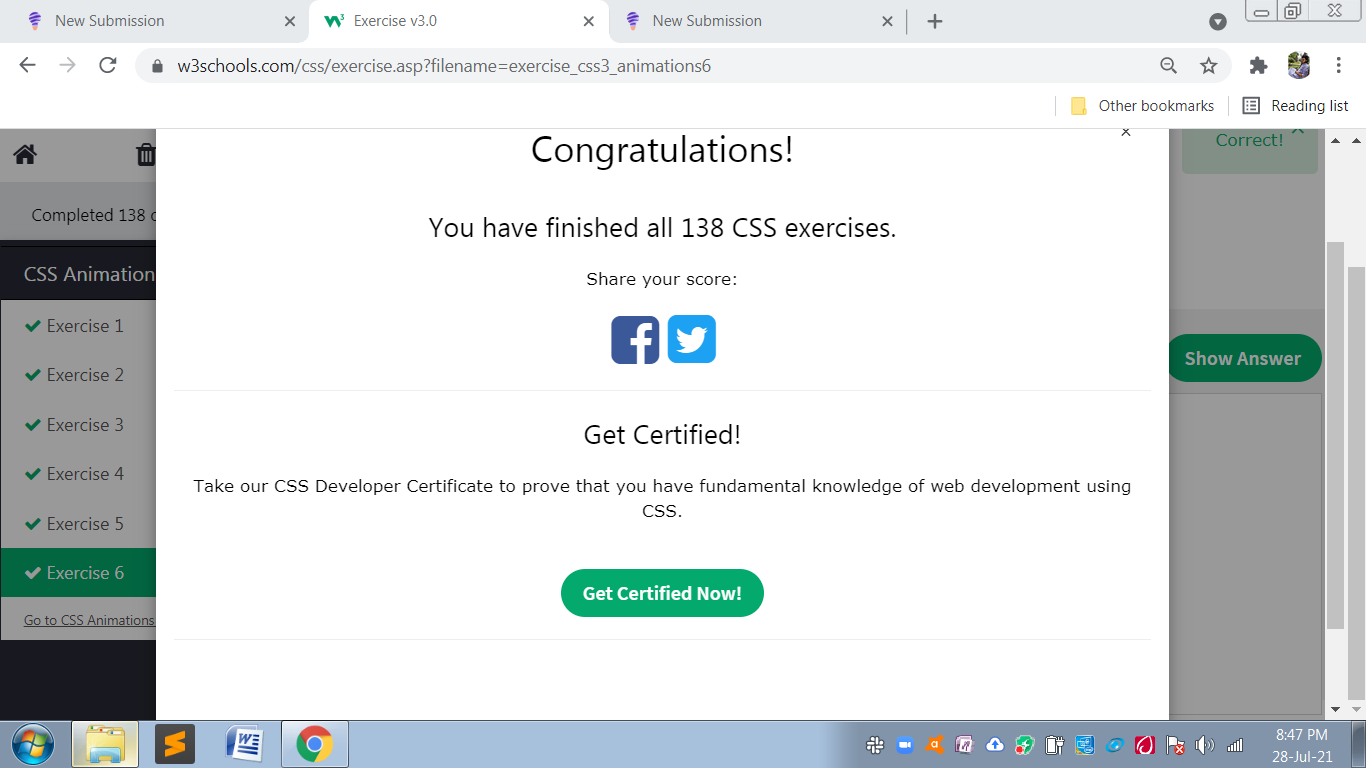 New Submission
Exercise v3.0
New Submission
w3schools.com/css/exercise.asp?filename=exercise_css3_animations6
Other bookmarks
Reading list
Congratulations!
Correct!
Completed 138
You have finished all 138 CSS exercises.
CSS Animation
Share your score:
Exercise 1
Exercise 2
Show Answer
Exercise 3
Get Certified!
Exercise 4
Take our CSS Developer Certificate to prove that you have fundamental knowledge of web development using
CSS.
Exercise 5
Exercise 6
Get Certified Now!
Go to CSS Animations
8:47 PM
28-Jul-21